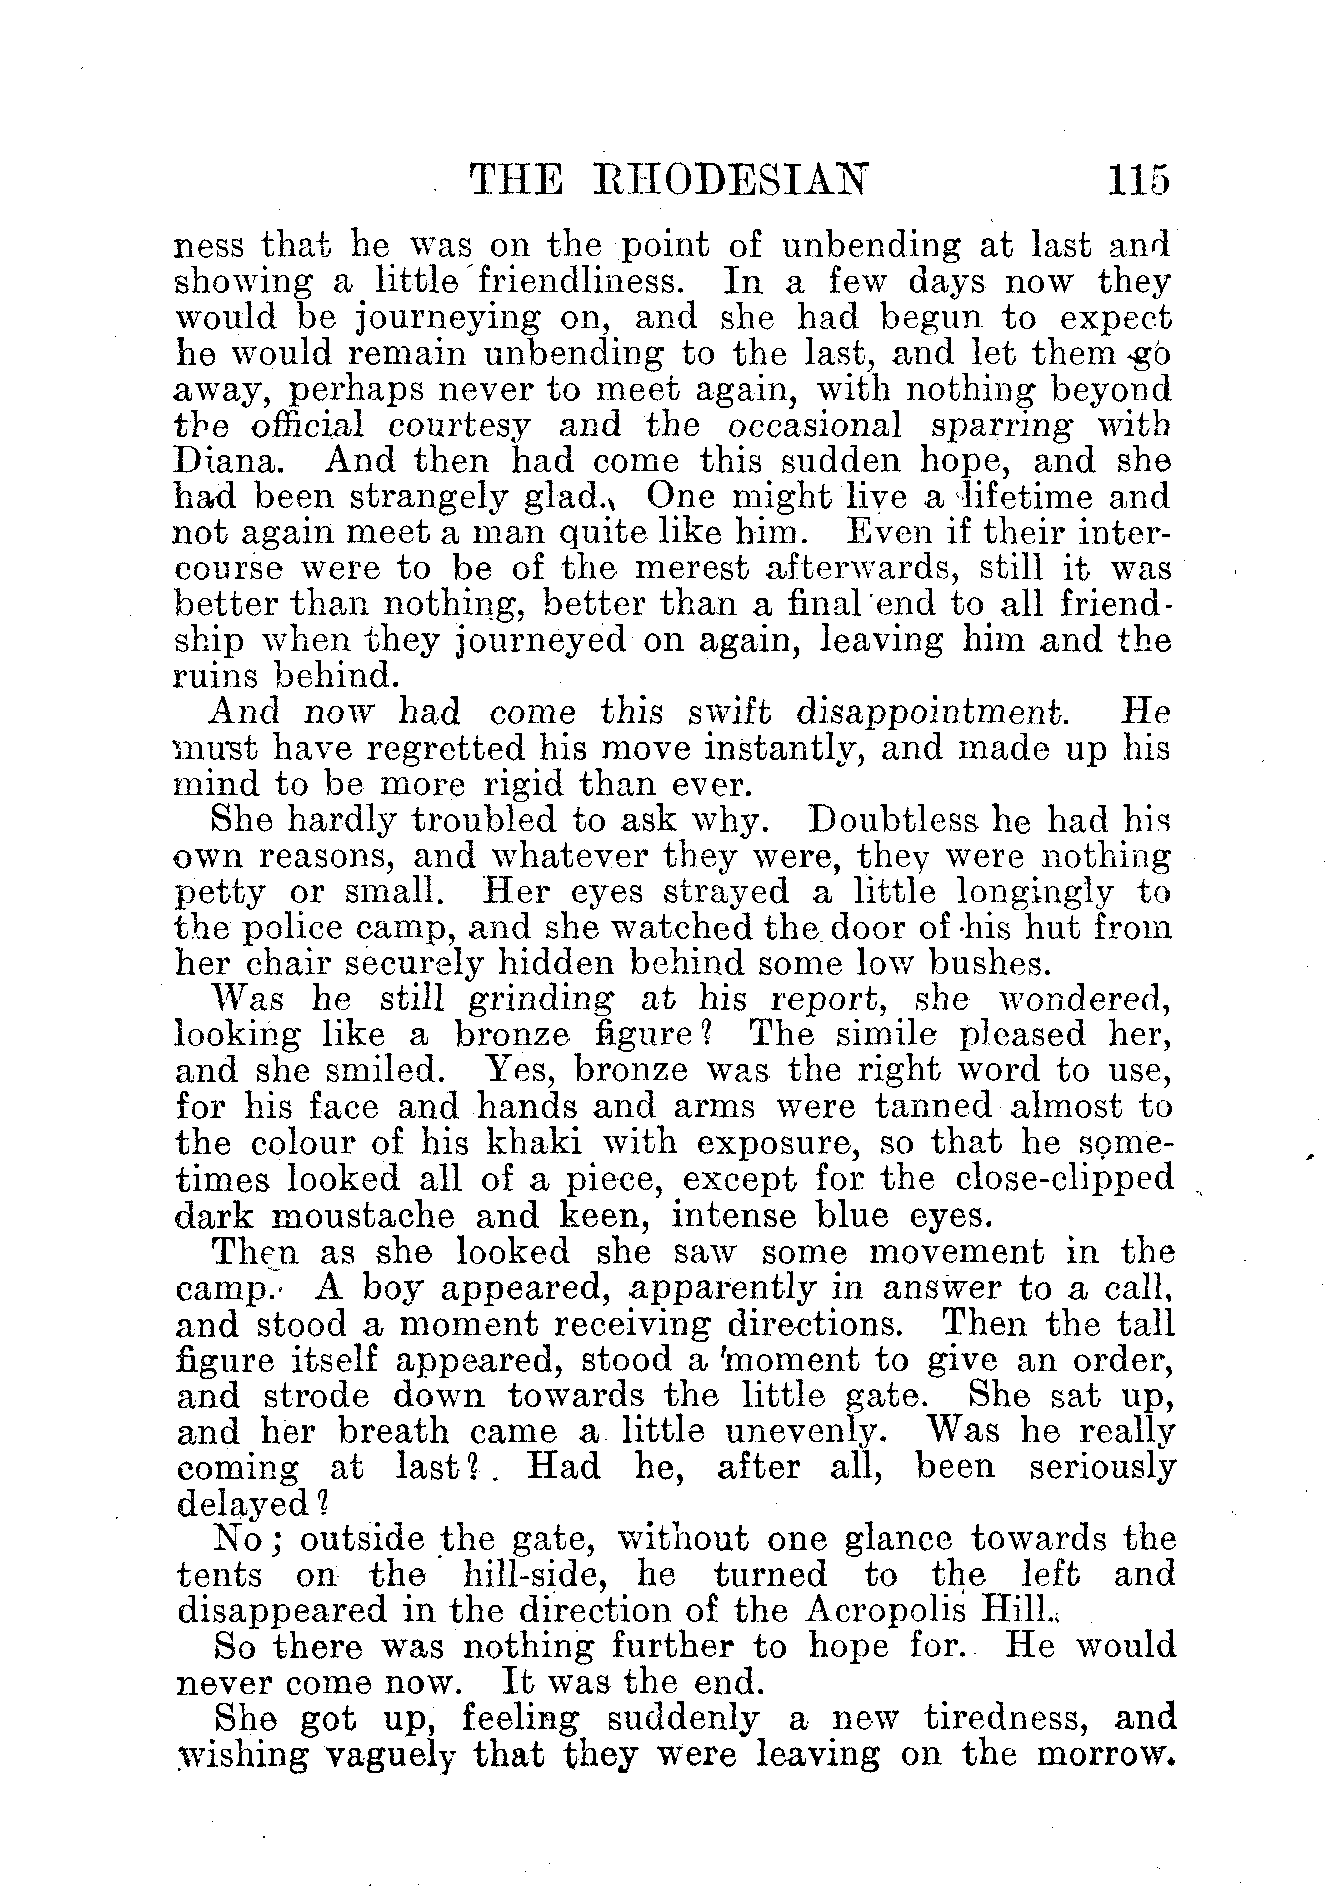 THE RHODESIAN 115
ness that he was on the point of unbending at last and
showing a little friendliness. In a few days now they
would be journeying on, and she had begun to expect
he would remain unbending to the last, and let them go
away, perhaps never to meet again, with nothing beyond
the official courtesy and the occasional sparring with
Diana. And then had come this sudden hope, and she
had been strangely glad. One might live a lifetime and
not again meet a man quite like him. Even if their inter-
course were to be of the merest afterwards, still it was
better than nothing, better than a final end to all friend-
ship when they journeyed on again, leaving him and the
ruins behind.
And now had come this swift disappointment. He
must have regretted his move instantly, and made up his
mind to be more rigid than ever.
She hardly troubled to ask why. Doubtless he had his
own reasons, and whatever they were, they were nothing
petty or small. Her eyes strayed a little longingly to
the police camp, and she watched the door of his hut from
her chair securely hidden behind some low bushes.
Was he still grinding at his report, she wondered,
looking like a bronze figure? The simile pleased her,
and she smiled. Yes, bronze was the right word to use,
for his face and hands and arms were tanned almost to
the colour of his khaki with exposure, so that he some-
times looked all of a piece, except for the close-clipped
dark moustache and keen, intense blue eyes.
Then as she looked she saw some movement in the
camp. A boy appeared, apparently in answer to a call,
and stood a moment receiving directions. Then the tall
figure itself appeared, stood a moment to give an order,
and strode down towards the little gate. She sat up,
and her breath came a little unevenly. Was he really
coming at last? Had he, after all, been seriously
delayed?
No; outside the gate, without one glance towards the
tents on the hill-side, he turned to the left and
disappeared in the direction of the Acropolis Hill.
So there was nothing further to hope for. He would
never come now. It was the end.
She got up, feeling suddenly a new tiredness, and
wishing vaguely that they were leaving on the morrow.